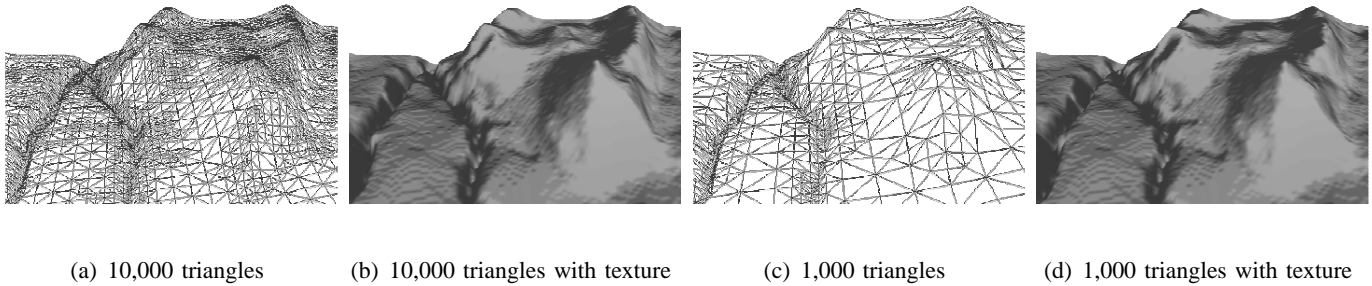 (a) 10,000 triangles
(b) 10,000 triangles with texture
(c) 1,000 triangles
(d) 1,000 triangles with texture